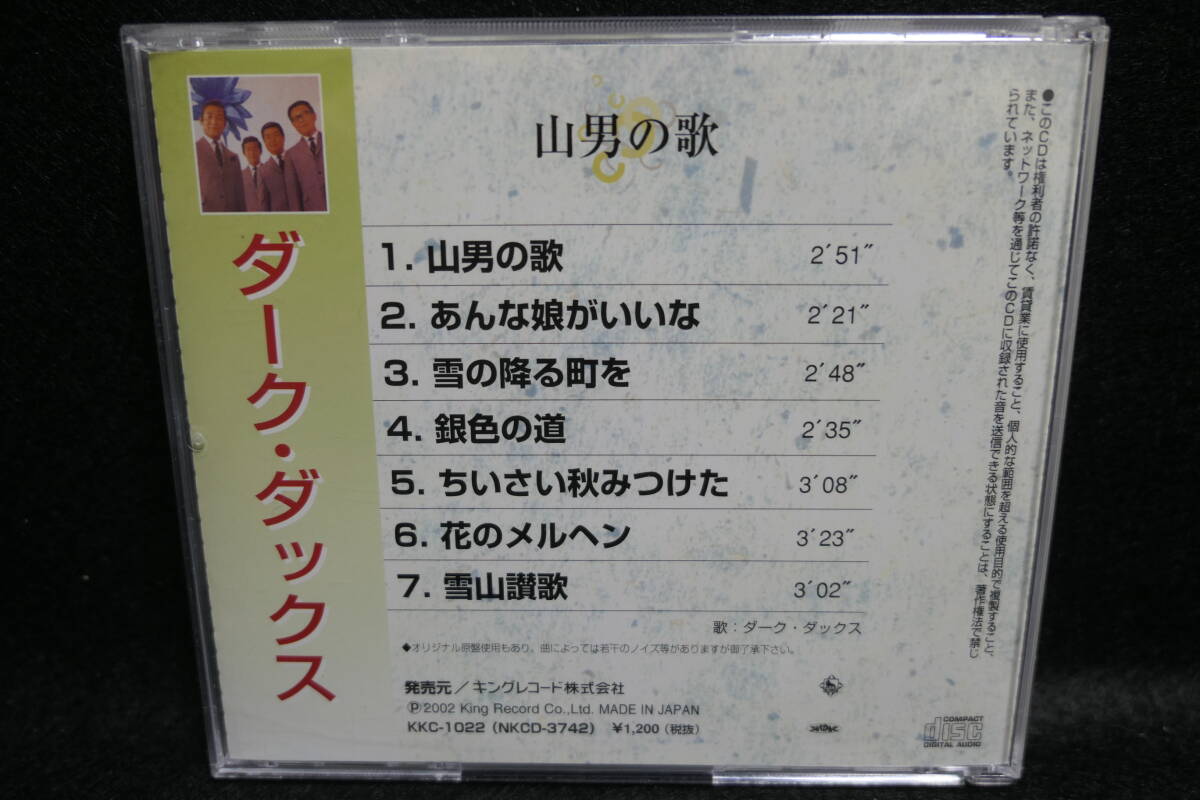 ダーク・ダックス
山男の歌
1. 山男の歌 2′51″
2. あんな娘がいいな 2′21″
3. 雪の降る町を 2′48″
4. 銀色の道 2′35″
5. ちいさい秋みつけた 3′08″
6. 花のメルヘン 3′23″
7. 雪山讃歌 3′02″
歌：ダーク・ダックス
◆オリジナル原盤使用もあり、曲によっては若干のノイズ等がありますが御了承下さい。
発売元／キングレコード株式会社
Ⓟ2002 King Record Co.,Ltd. MADE IN JAPAN
KKC-1022 (NKCD-3742) ¥1,200（税抜）
●このCDは権利者の許諾なく、賃貸業に使用すること、個人的な範囲を超える使用目的で複製すること、
また、ネットワーク等を通じてこのCDに収録された音を送信できる状態にすることは、著作権法で禁じ
られています。
COMPACT
disc
DIGITAL AUDIO